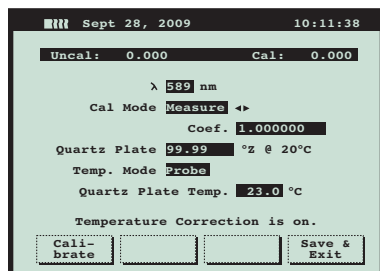 Sept 28, 2009 10:11:38
Uncal: 0.000 Cal: 0.000
λ 589 nm
Cal Mode Measure ◂▸
Coef. 1.000000
Quartz Plate 99.99 °Z @ 20°C
Temp. Mode Probe
Quartz Plate Temp. 23.0 °C
Temperature Correction is on.
Cali-
brate
Save &
Exit